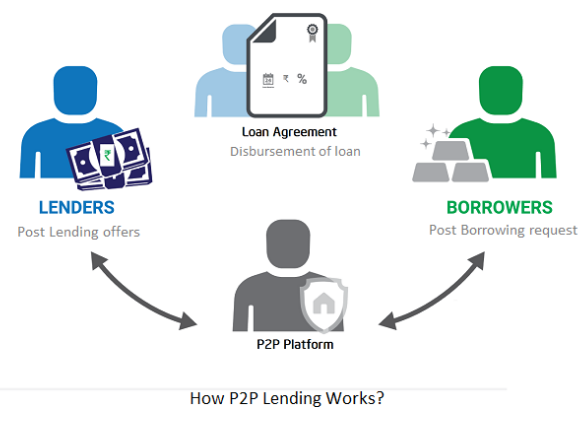 Loan Agreement
Disbursement of loan
LENDERS
Post Lending offers
BORROWERS
Post Borrowing request
P2P Platform
How P2P Lending Works?